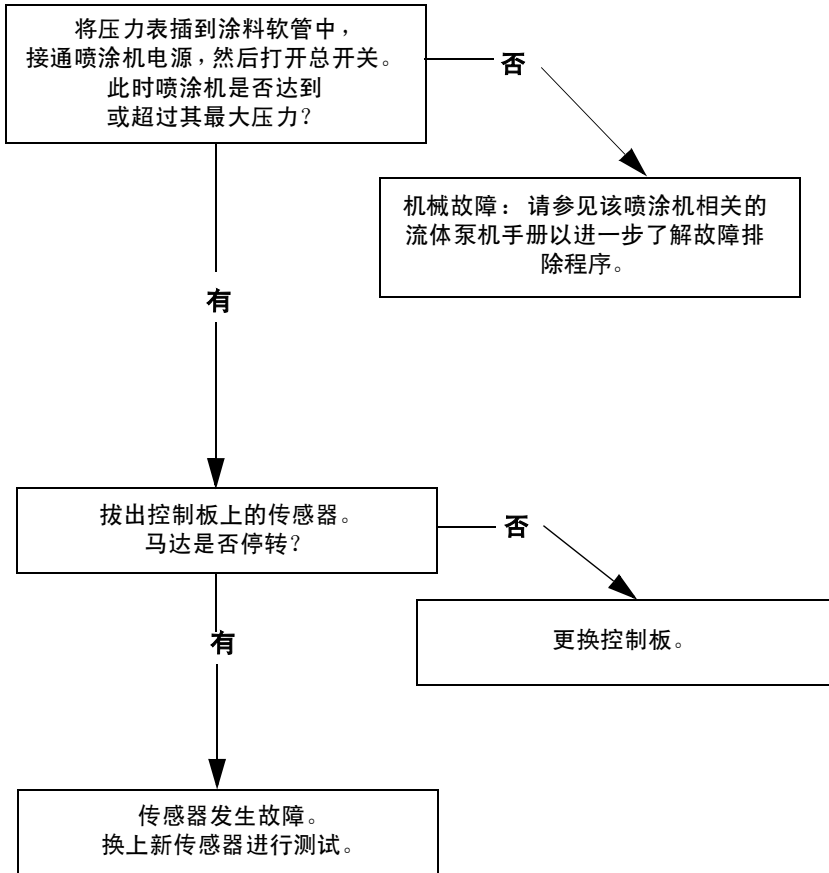 将压力表插到涂料软管中，
接通喷涂机电源，然后打开总开关。
此时喷涂机是否达到
或超过其最大压力？
否
机械故障：请参见该喷涂机相关的
流体泵机手册以进一步了解故障排
除程序。
有
拔出控制板上的传感器。
马达是否停转？
否
更换控制板。
有
传感器发生故障。
换上新传感器进行测试。